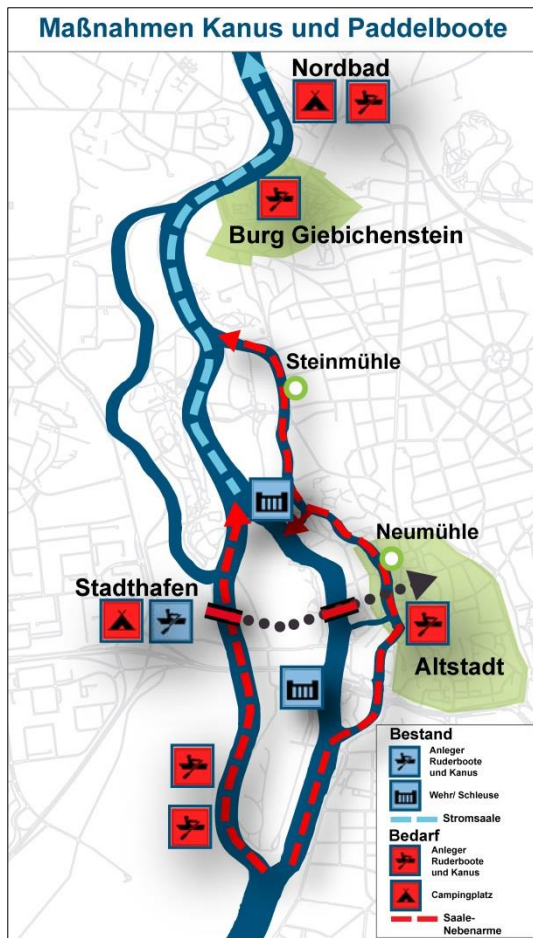 Maßnahmen Kanus und Paddelboote
Nordbad
Burg Giebichenstein
Steinmühle
Neumühle
Stadthafen
Altstadt
Bestand
Anleger
Ruderboote
und Kanus
Wehr/ Schleuse
Stromsaale
Bedarf
Anleger
Ruderboote
und Kanus
Campingplatz
Saale-
Nebenarme